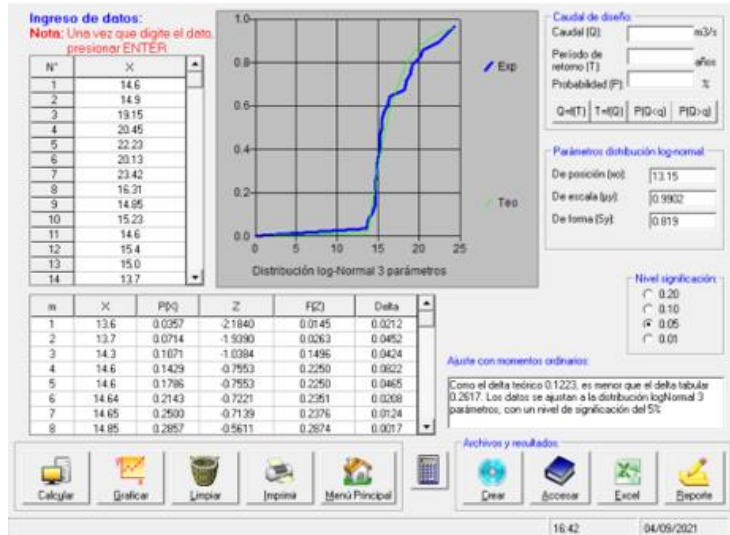 Ingreso de datos:
Nota: Una vez que digite el dato,
presionar ENTER
N° X
1 14.6
2 14.9
3 19.15
4 20.45
5 22.23
6 20.13
7 23.42
8 16.31
9 14.85
10 15.23
11 14.6
12 15.4
13 15.0
14 13.7
1.0
0.8
0.6
0.4
0.2
0.0
0 5 10 15 20 25
Exp
Teo
Distribución log-Normal 3 parámetros
Caudal de diseño:
Caudal (Q): m3/s
Período de
retorno (T): años
Probabilidad (P): %
Q=f(T) T=f(Q) P(Q<q) P(Q>q)
Parámetros distribución log-normal:
De posición (xo): 13.15
De escala (μy): 0.9902
De forma (Sy): 0.819
Nivel significación:
0.20
0.10
0.05
0.01
m X P(X) Z F(Z) Delta
1 13.6 0.0357 -2.1840 0.0145 0.0212
2 13.7 0.0714 -1.9390 0.0263 0.0452
3 14.3 0.1071 -1.0384 0.1496 0.0424
4 14.6 0.1429 -0.7553 0.2250 0.0822
5 14.6 0.1786 -0.7553 0.2250 0.0465
6 14.64 0.2143 -0.7221 0.2351 0.0208
7 14.65 0.2500 -0.7139 0.2376 0.0124
8 14.85 0.2857 -0.5611 0.2874 0.0017
Ajuste con momentos ordinarios:
Como el delta teórico 0.1223, es menor que el delta tabular
0.2617. Los datos se ajustan a la distribución logNormal 3
parámetros, con un nivel de significación del 5%
Calcular Graficar Limpiar Imprimir Menú Principal
Archivos y resultados:
Crear Accesar Excel Reporte
16:42 04/09/2021